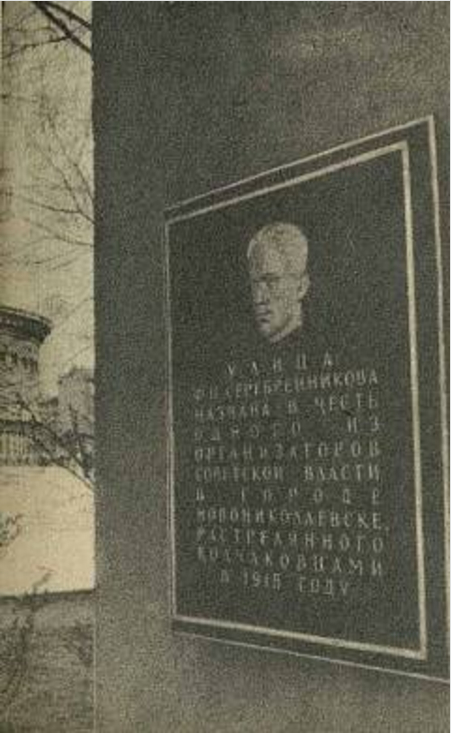 УЛИЦА
Ф.П.СЕРЕБРЕННИКОВА
НАЗВАНА В ЧЕСТЬ
ОДНОГО ИЗ
ОРГАНИЗАТОРОВ
СОВЕТСКОЙ ВЛАСТИ
В ГОРОДЕ
НОВОНИКОЛАЕВСКЕ,
РАССТРЕЛЯННОГО
КОЛЧАКОВЦАМИ
В 1918 ГОДУ